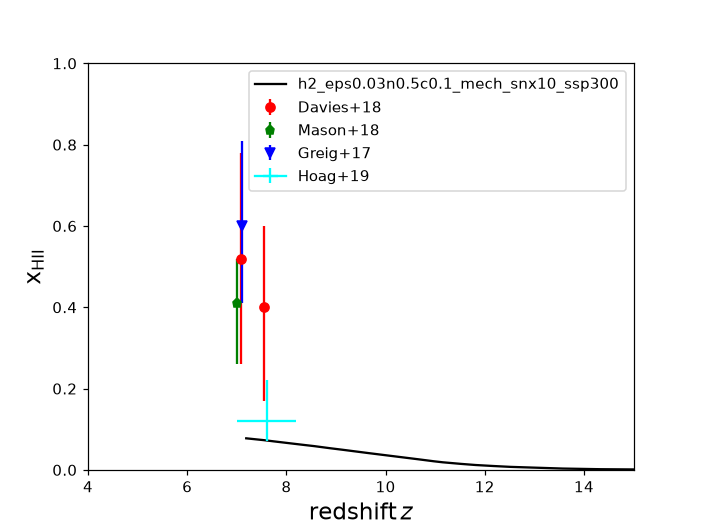 1.0
0.8
0.6
0.4
0.2
0.0
x_HII
h2_eps0.03n0.5c0.1_mech_snx10_ssp300
Davies+18
Mason+18
Greig+17
Hoag+19
4 6 8 10 12 14
redshift z